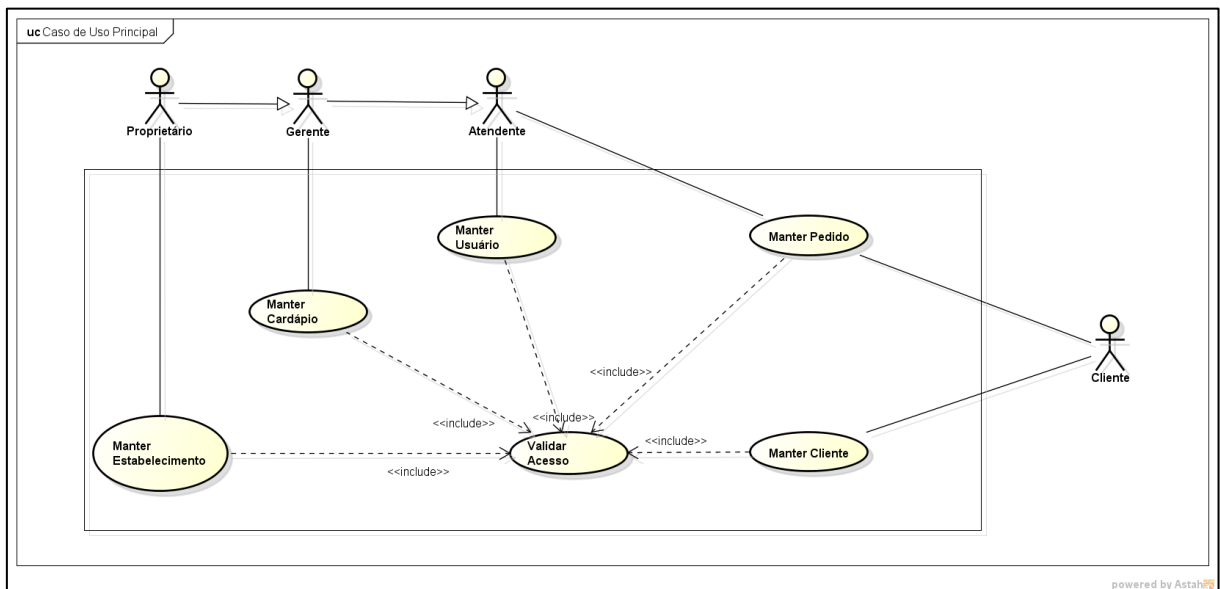 uc Caso de Uso Principal
Proprietário
Gerente
Atendente
Manter
Usuário
Manter Pedido
Manter
Cardápio
Cliente
<<include>>
<<include>>
<<include>>
Manter
Estabelecimento
Validar
Acesso
<<include>>
Manter Cliente
<<include>>
powered by Astah